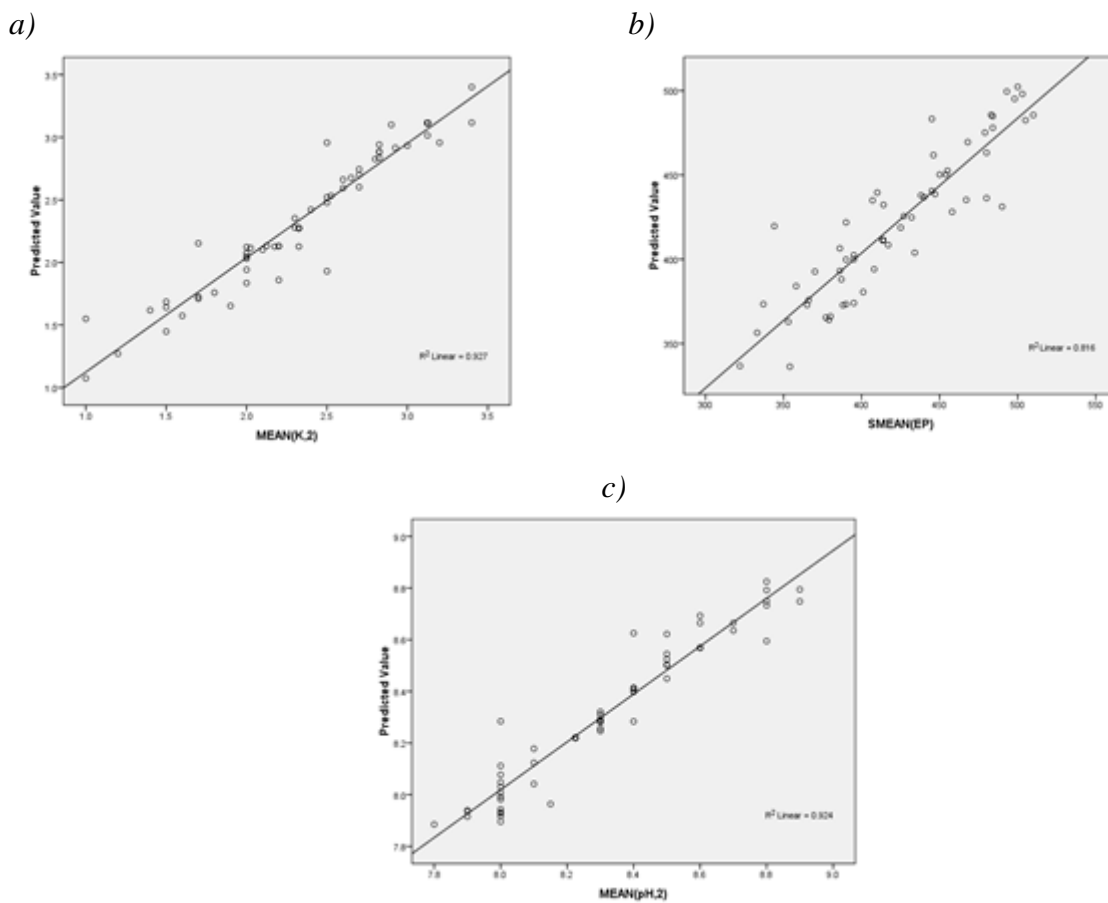 a)
b)
3.5
3.0
2.5
2.0
1.5
1.0
Predicted Value
1.0 1.5 2.0 2.5 3.0 3.5
MEAN(K,2)
R² Linear = 0.927
500
450
400
350
Predicted Value
300 350 400 450 500 550
SMEAN(EP)
R² Linear = 0.816
c)
9.0
8.8
8.6
8.4
8.2
8.0
7.8
Predicted Value
7.8 8.0 8.2 8.4 8.6 8.8 9.0
MEAN(pH,2)
R² Linear = 0.924